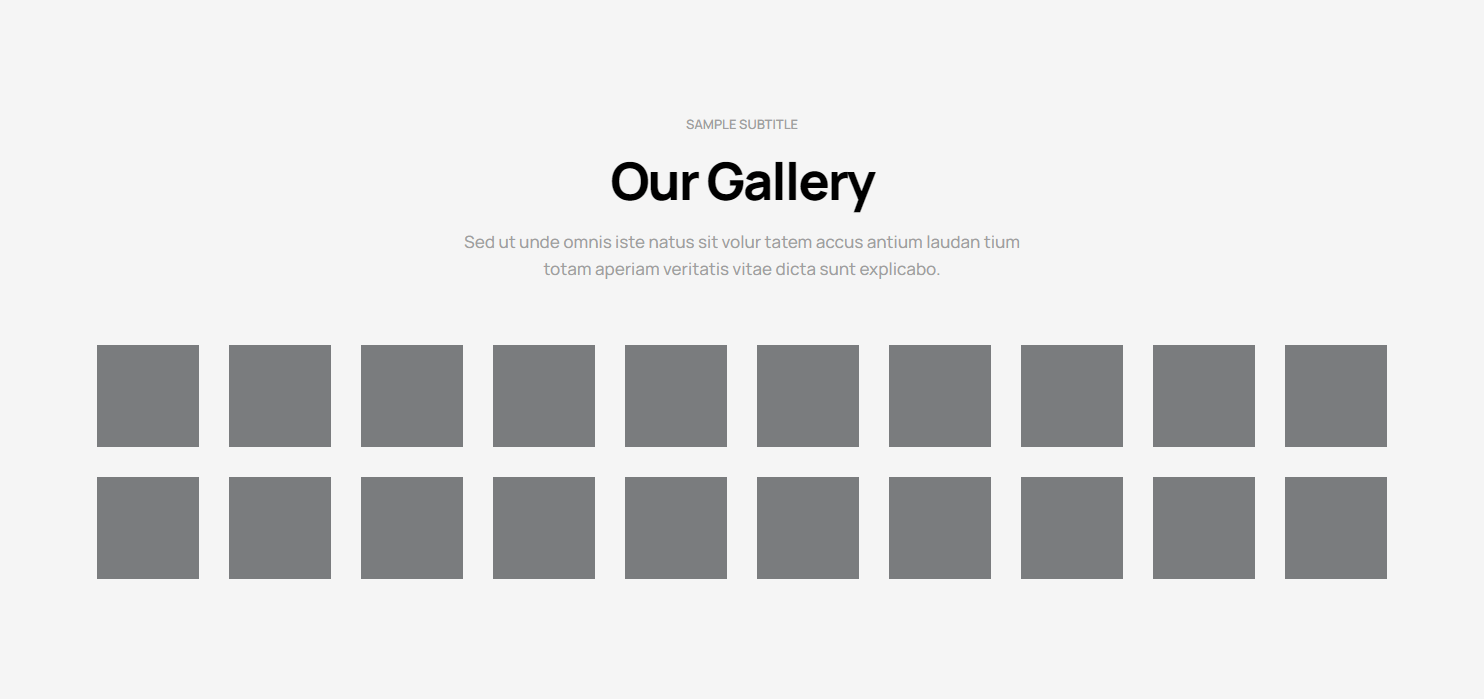 SAMPLE SUBTITLE
Our Gallery
Sed ut unde omnis iste natus sit volur tatem accus antium laudan tium
totam aperiam veritatis vitae dicta sunt explicabo.